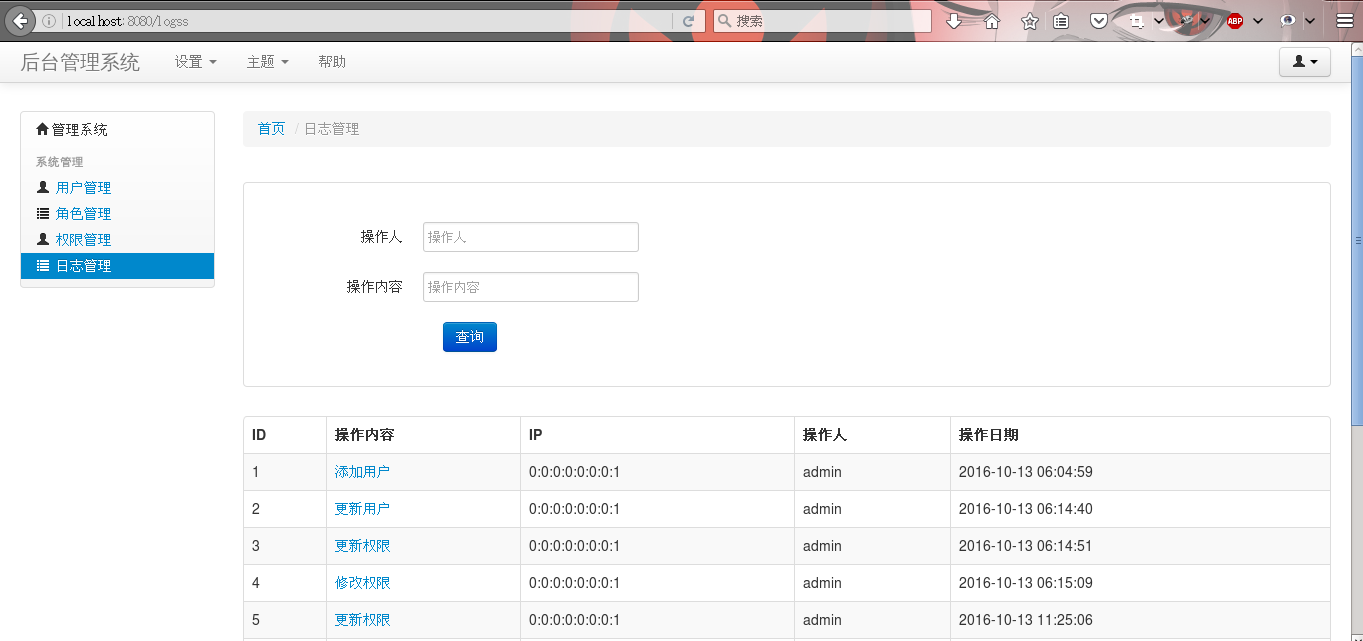 localhost:8080/logss
搜索
ABP
后台管理系统 设置 主题 帮助
管理系统
系统管理
用户管理
角色管理
权限管理
日志管理
首页 / 日志管理
操作人 操作人
操作内容 操作内容
查询
ID 操作内容 IP 操作人 操作日期
1 添加用户 0:0:0:0:0:0:0:1 admin 2016-10-13 06:04:59
2 更新用户 0:0:0:0:0:0:0:1 admin 2016-10-13 06:14:40
3 更新权限 0:0:0:0:0:0:0:1 admin 2016-10-13 06:14:51
4 修改权限 0:0:0:0:0:0:0:1 admin 2016-10-13 06:15:09
5 更新权限 0:0:0:0:0:0:0:1 admin 2016-10-13 11:25:06